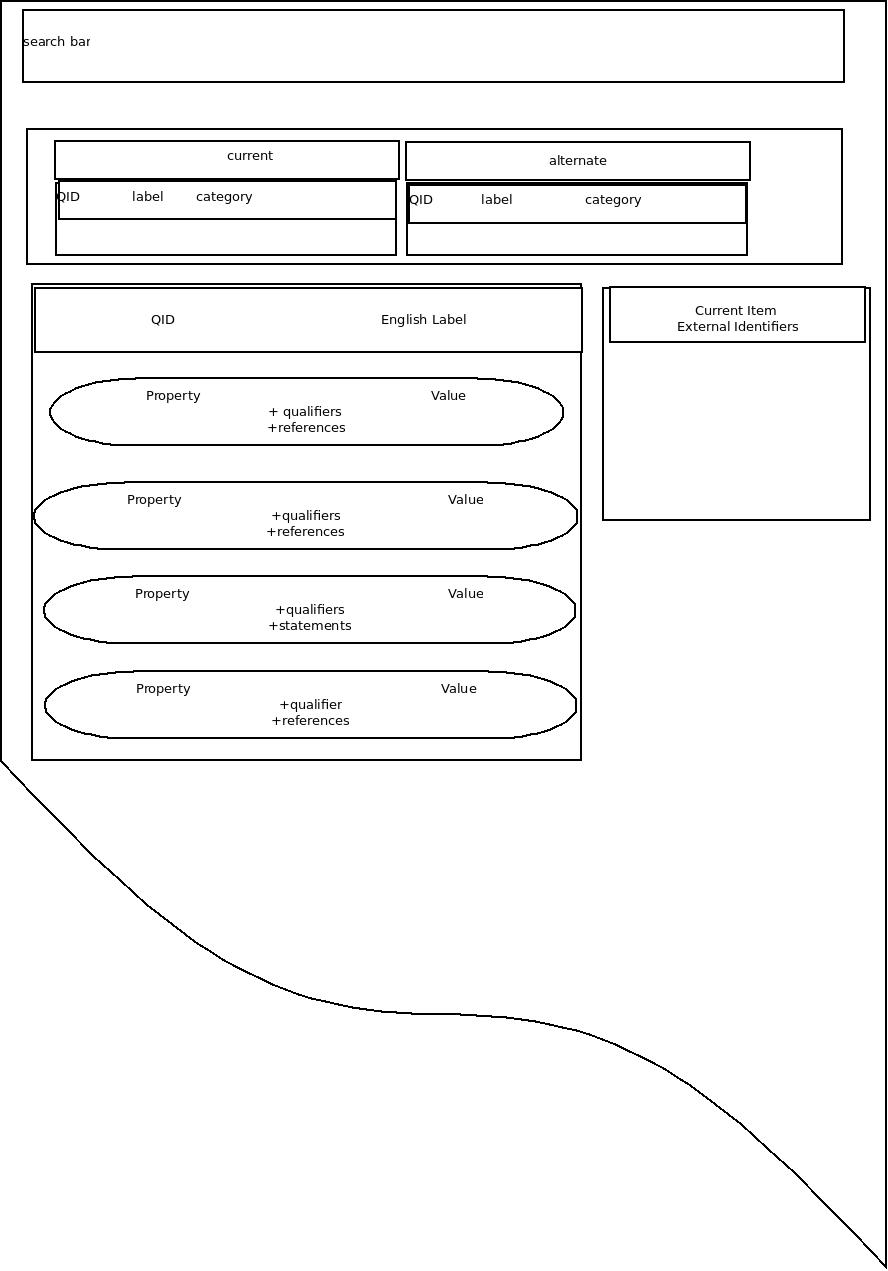 search bar
current
alternate
QID label category
QID label category
QID English Label
Current Item
External Identifiers
Property Value
+ qualifiers
+references
Property Value
+qualifiers
+references
Property Value
+qualifiers
+statements
Property Value
+qualifier
+references